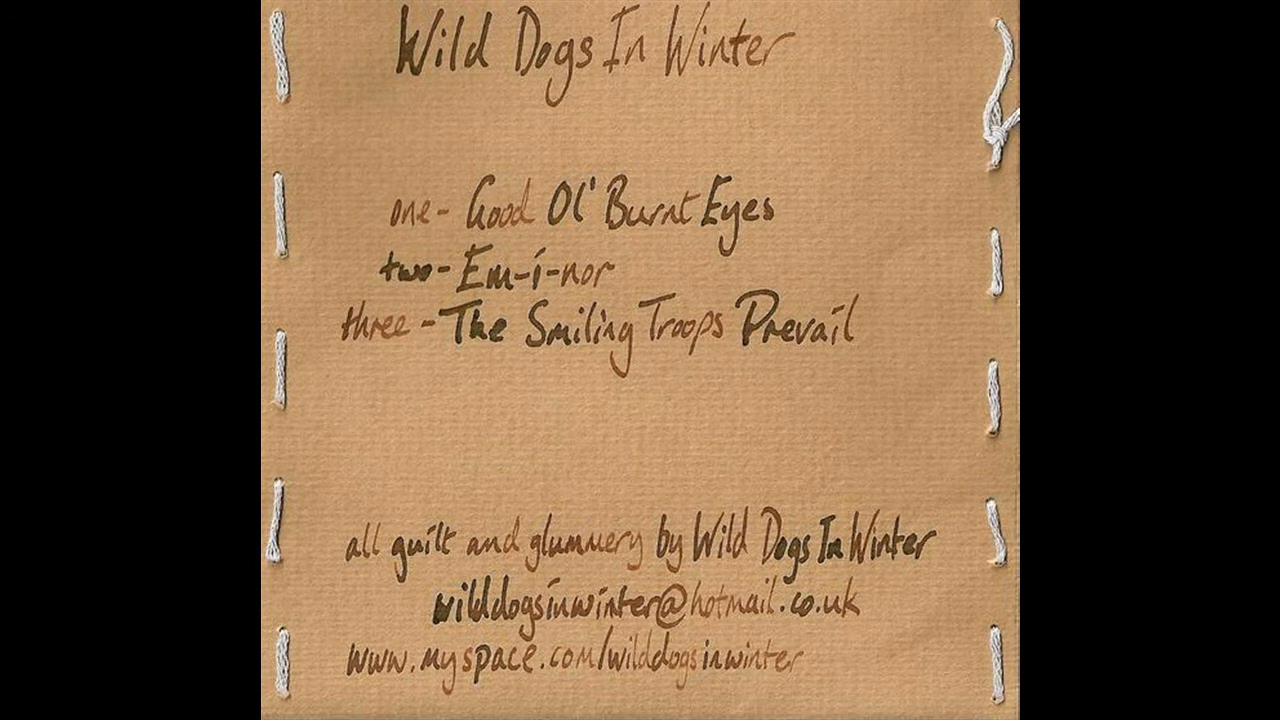 Wild Dogs In Winter
one- Good Ol' Burnt Eyes
two- Em-i-nor
three - The Smiling Troops Prevail
all guilt and glummery by Wild Dogs In Winter
wilddogsinwinter@hotmail.co.uk
www.myspace.com/wilddogsinwinter